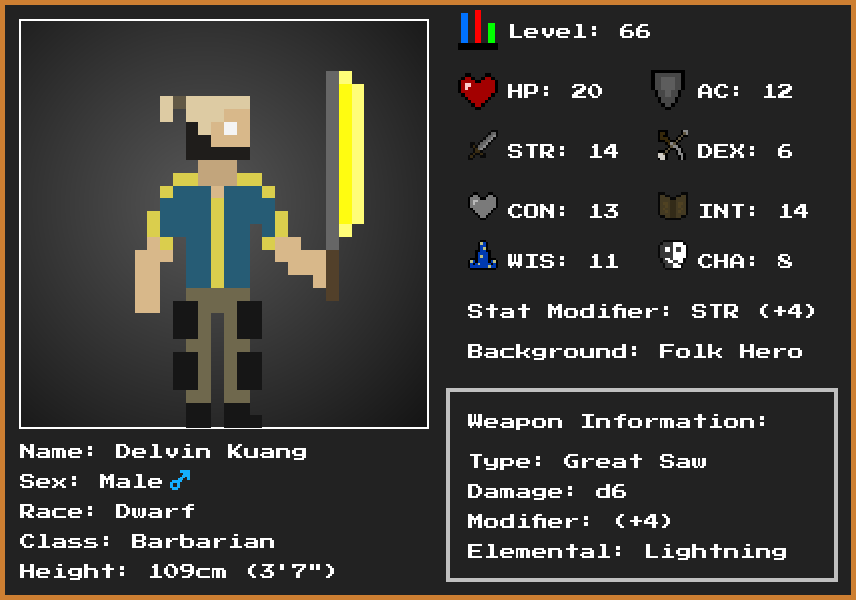 Level: 66
HP: 20
AC: 12
STR: 14
DEX: 6
CON: 13
INT: 14
WIS: 11
CHA: 8
Stat Modifier: STR (+4)
Background: Folk Hero
Name: Delvin Kuang
Sex: Male ♂
Race: Dwarf
Class: Barbarian
Height: 109cm (3'7")
Weapon Information:
Type: Great Saw
Damage: d6
Modifier: (+4)
Elemental: Lightning